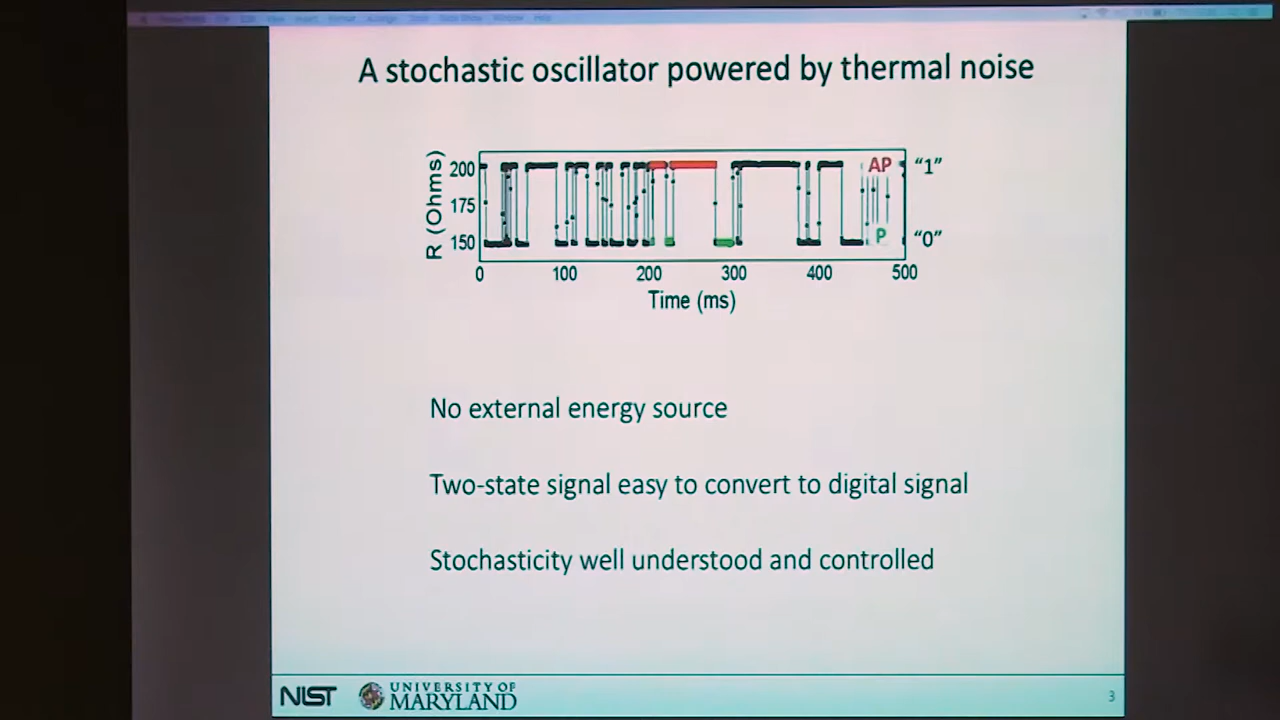 A stochastic oscillator powered by thermal noise
R (Ohms)
200
175
150
AP
P
"1"
"0"
0 100 200 300 400 500
Time (ms)
No external energy source
Two-state signal easy to convert to digital signal
Stochasticity well understood and controlled
NIST
UNIVERSITY OF
MARYLAND
3